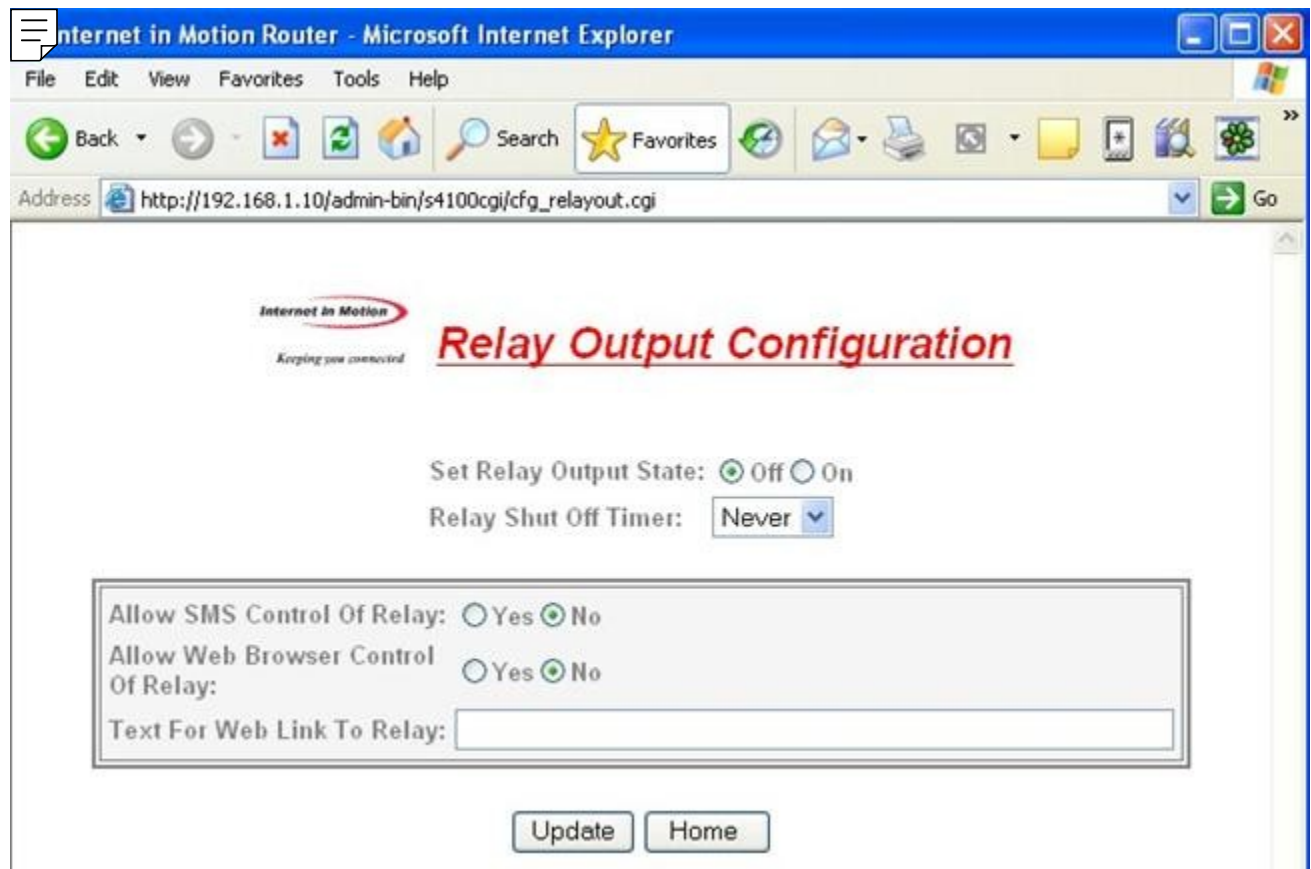 Internet in Motion Router - Microsoft Internet Explorer
File Edit View Favorites Tools Help
Back Search Favorites »
Address http://192.168.1.10/admin-bin/s4100cgi/cfg_relayout.cgi Go
Internet In Motion
Keeping you connected
Relay Output Configuration
Set Relay Output State: Off On
Relay Shut Off Timer: Never
Allow SMS Control Of Relay: Yes No
Allow Web Browser Control
Of Relay: Yes No
Text For Web Link To Relay:
Update Home